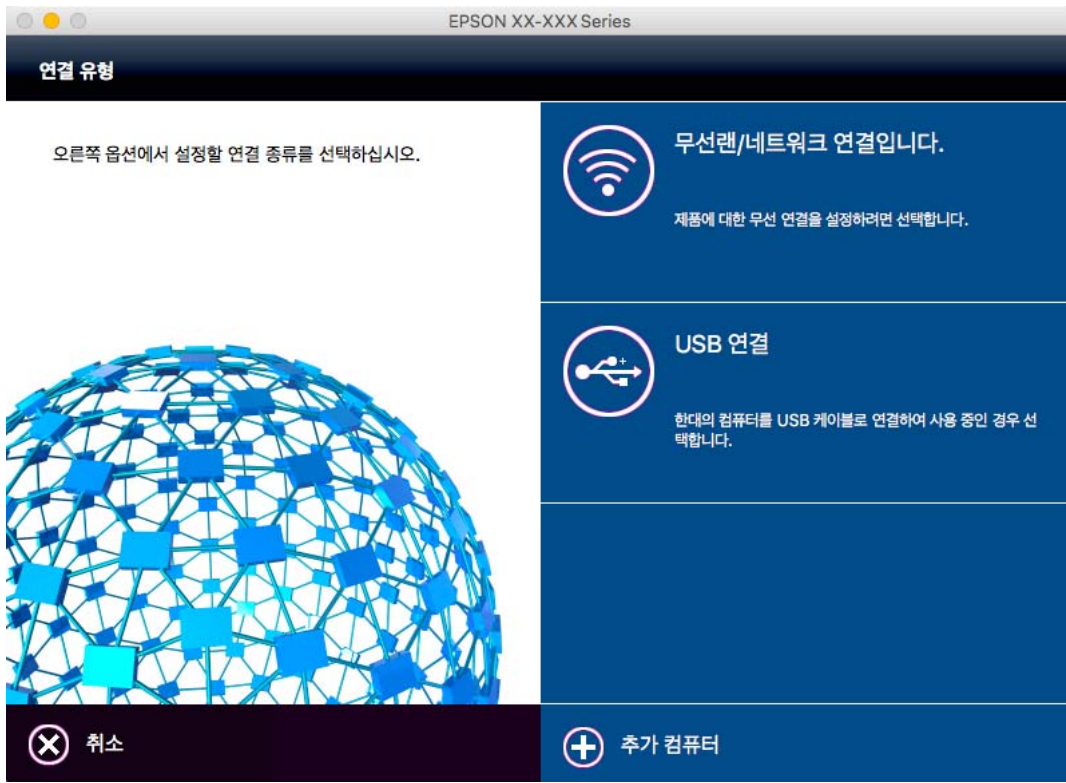 EPSON XX-XXX Series
연결 유형
오른쪽 옵션에서 설정할 연결 종류를 선택하십시오.
무선랜/네트워크 연결입니다.
제품에 대한 무선 연결을 설정하려면 선택합니다.
USB 연결
한대의 컴퓨터를 USB 케이블로 연결하여 사용 중인 경우 선
택합니다.
취소
추가 컴퓨터